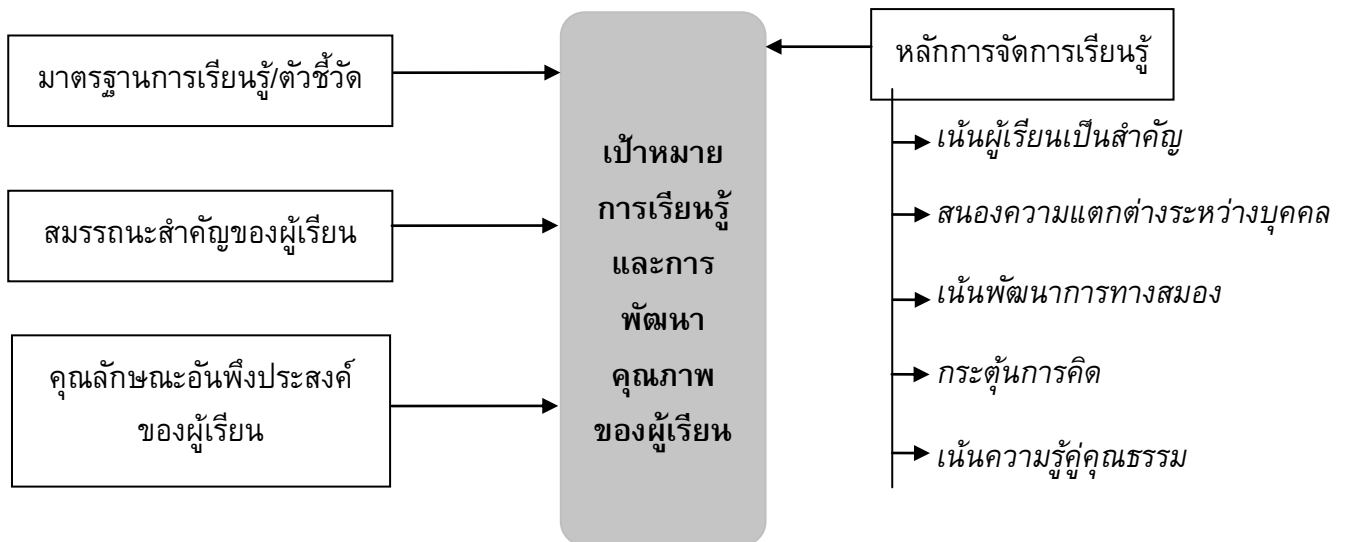 มาตรฐานการเรียนรู้/ตัวชี้วัด
สมรรถนะสำคัญของผู้เรียน
คุณลักษณะอันพึงประสงค์
ของผู้เรียน
เป้าหมาย
การเรียนรู้
และการ
พัฒนา
คุณภาพ
ของผู้เรียน
หลักการจัดการเรียนรู้
เน้นผู้เรียนเป็นสำคัญ
สนองความแตกต่างระหว่างบุคคล
เน้นพัฒนาการทางสมอง
กระตุ้นการคิด
เน้นความรู้คู่คุณธรรม